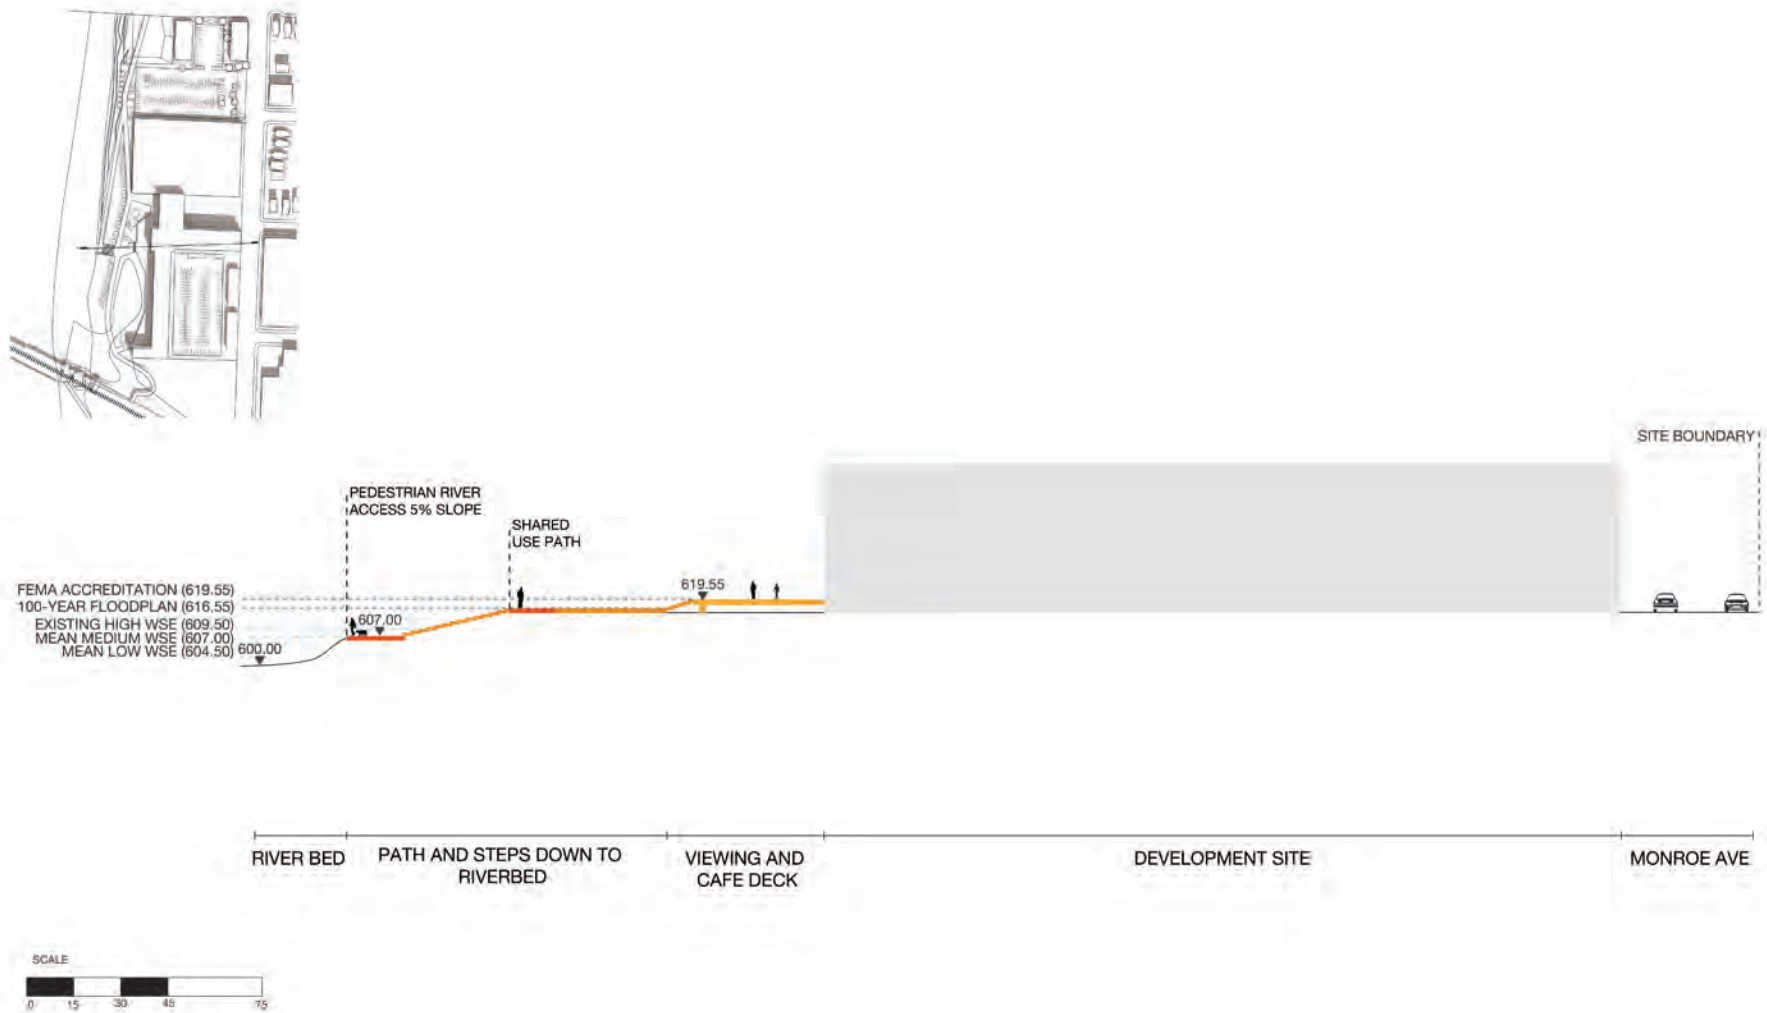 SITE BOUNDARY
PEDESTRIAN RIVER
ACCESS 5% SLOPE
SHARED
USE PATH
FEMA ACCREDITATION (619.55)
100-YEAR FLOODPLAN (616.55)
EXISTING HIGH WSE (609.50)
MEAN MEDIUM WSE (607.00)
MEAN LOW WSE (604.50)
600.00
607.00
619.55
RIVER BED
PATH AND STEPS DOWN TO
RIVERBED
VIEWING AND
CAFE DECK
DEVELOPMENT SITE
MONROE AVE
SCALE
0 15 30 45 75